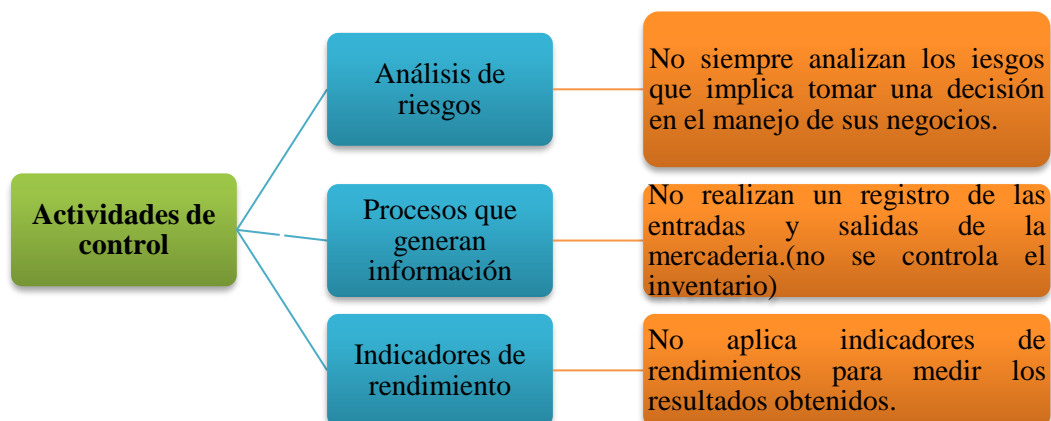 Actividades de
control
Análisis de
riesgos
No siempre analizan los iesgos
que implica tomar una decisión
en el manejo de sus negocios.
Procesos que
generan
información
No realizan un registro de las
entradas y salidas de la
mercaderia.(no se controla el
inventario)
Indicadores de
rendimiento
No aplica indicadores de
rendimientos para medir los
resultados obtenidos.